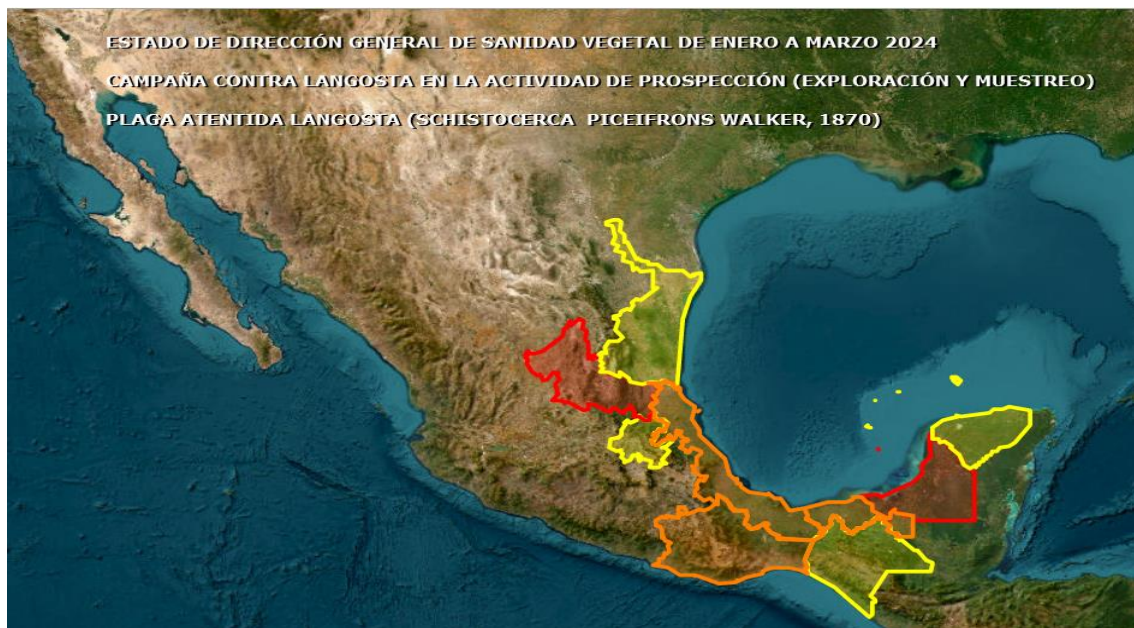 ESTADO DE DIRECCIÓN GENERAL DE SANIDAD VEGETAL DE ENERO A MARZO 2024
CAMPAÑA CONTRA LANGOSTA EN LA ACTIVIDAD DE PROSPECCIÓN (EXPLORACIÓN Y MUESTREO)
PLAGA ATENTIDA LANGOSTA (SCHISTOCERCA PICEIFRONS WALKER, 1870)